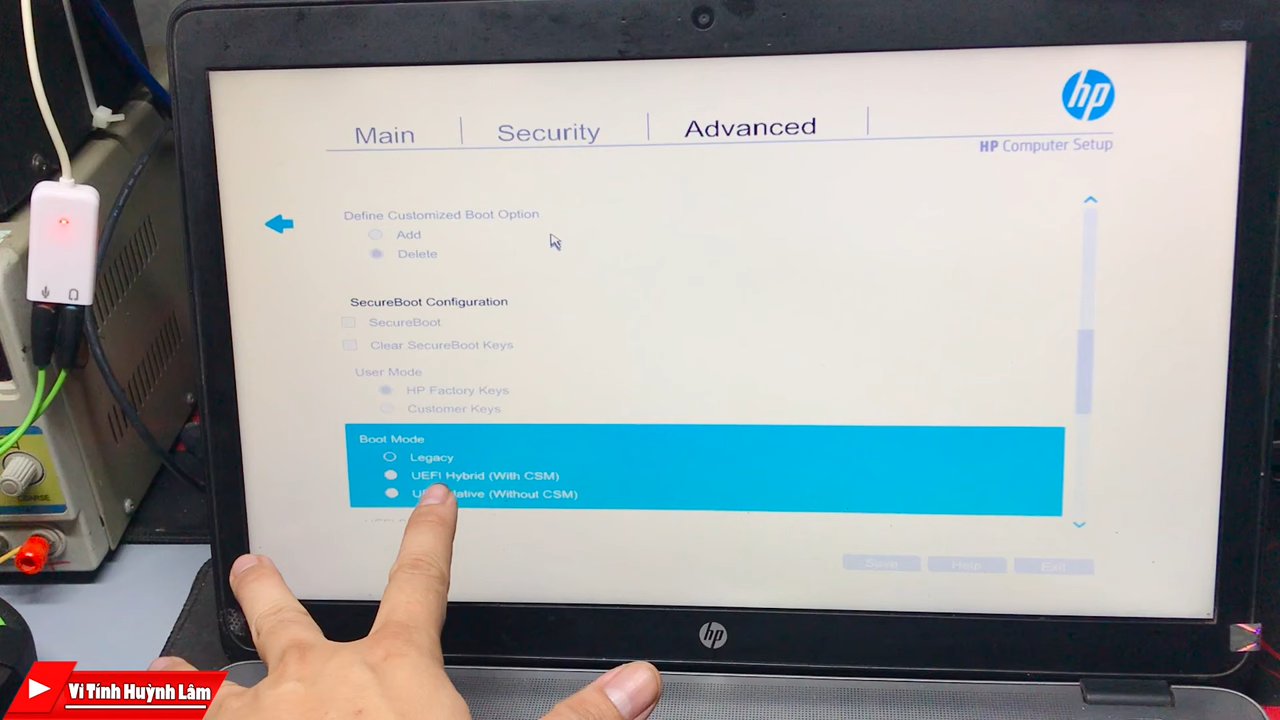 hp
Main
Security
Advanced
HP Computer Setup
Define Customized Boot Option
Add
Delete
SecureBoot Configuration
SecureBoot
Clear SecureBoot Keys
User Mode
HP Factory Keys
Customer Keys
Boot Mode
Legacy
UEFI Hybrid (With CSM)
(Without CSM)
Save
Help
Exit
hp
COARSE
Vi Tính Huỳnh Lâm